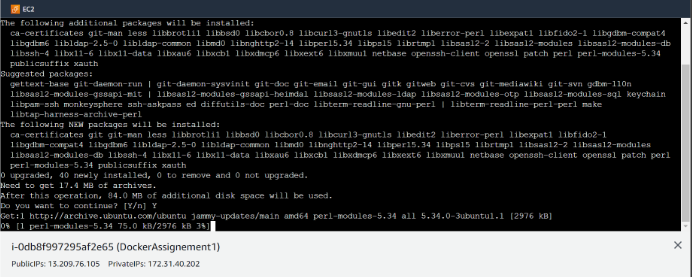 EC2
The following additional packages will be installed:
ca-certificates git-man less libbrotli1 libbsd0 libcbor0.8 libcurl3-gnutls libedit2 liberror-perl libexpat1 libfido2-1 libgdbm-compat4
libgdbm6 libldap-2.5-0 libldap-common libmd0 libnghttp2-14 libperl5.34 libpsl5 librtmp1 libsasl2-2 libsasl2-modules libsasl2-modules-db
libssh-4 libx11-6 libx11-data libxau6 libxcb1 libxdmcp6 libxext6 libxmuu1 netbase openssh-client openssl patch perl perl-modules-5.34
publicsuffix xauth
Suggested packages:
gettext-base git-daemon-run | git-daemon-sysvinit git-doc git-email git-gui gitk gitweb git-cvs git-mediawiki git-svn gdbm-l10n
libsasl2-modules-gssapi-mit | libsasl2-modules-gssapi-heimdal libsasl2-modules-ldap libsasl2-modules-otp libsasl2-modules-sql keychain
libpam-ssh monkeysphere ssh-askpass ed diffutils-doc perl-doc libterm-readline-gnu-perl | libterm-readline-perl-perl make
libtap-harness-archive-perl
The following NEW packages will be installed:
ca-certificates git git-man less libbrotli1 libbsd0 libcbor0.8 libcurl3-gnutls libedit2 liberror-perl libexpat1 libfido2-1
libgdbm-compat4 libgdbm6 libldap-2.5-0 libldap-common libmd0 libnghttp2-14 libperl5.34 libpsl5 librtmp1 libsasl2-2 libsasl2-modules
libsasl2-modules-db libssh-4 libx11-6 libx11-data libxau6 libxcb1 libxdmcp6 libxext6 libxmuu1 netbase openssh-client openssl patch perl
perl-modules-5.34 publicsuffix xauth
0 upgraded, 40 newly installed, 0 to remove and 0 not upgraded.
Need to get 17.4 MB of archives.
After this operation, 84.0 MB of additional disk space will be used.
Do you want to continue? [Y/n] Y
Get:1 http://archive.ubuntu.com/ubuntu jammy-updates/main amd64 perl-modules-5.34 all 5.34.0-3ubuntu1.1 [2976 kB]
0% [1 perl-modules-5.34 75.0 kB/2976 kB 3%]
i-0db8f997295af2e65 (DockerAssignement1)
PublicIPs: 13.209.76.105 PrivateIPs: 172.31.40.202